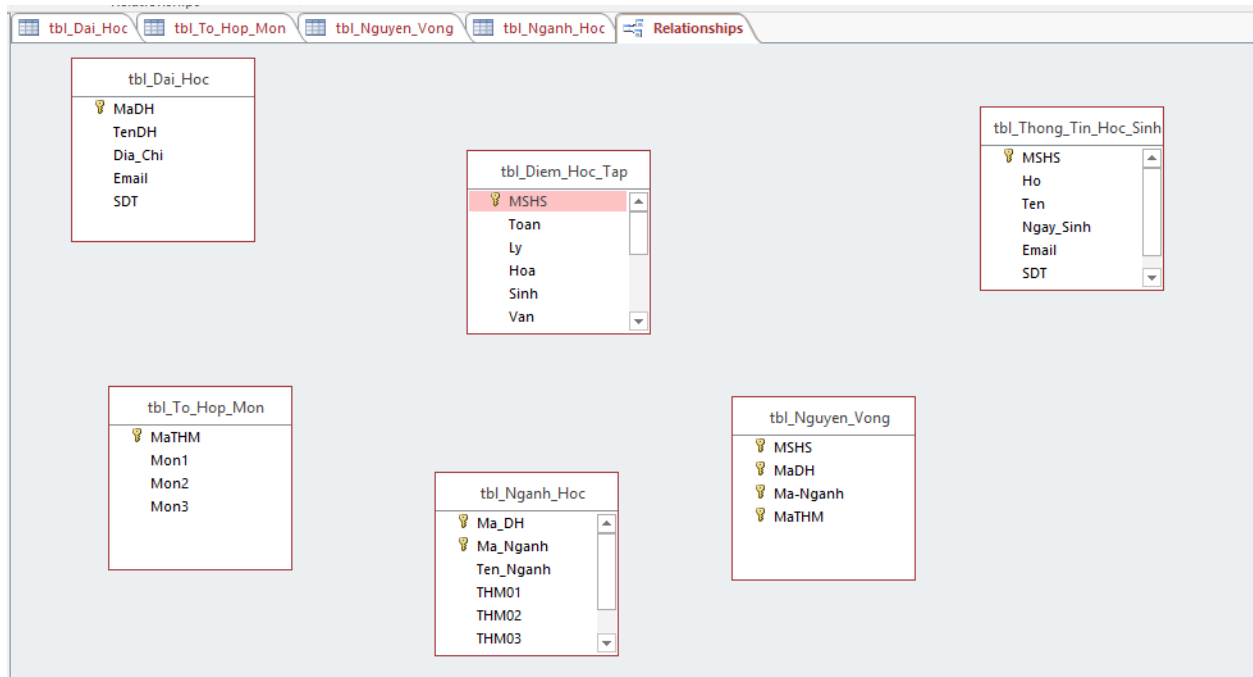 tbl_Dai_Hoc tbl_To_Hop_Mon tbl_Nguyen_Vong tbl_Nganh_Hoc Relationships
tbl_Dai_Hoc
MaDH
TenDH
Dia_Chi
Email
SDT
tbl_Diem_Hoc_Tap
MSHS
Toan
Ly
Hoa
Sinh
Van
tbl_Thong_Tin_Hoc_Sinh
MSHS
Ho
Ten
Ngay_Sinh
Email
SDT
tbl_To_Hop_Mon
MaTHM
Mon1
Mon2
Mon3
tbl_Nganh_Hoc
Ma_DH
Ma_Nganh
Ten_Nganh
THM01
THM02
THM03
tbl_Nguyen_Vong
MSHS
MaDH
Ma-Nganh
MaTHM